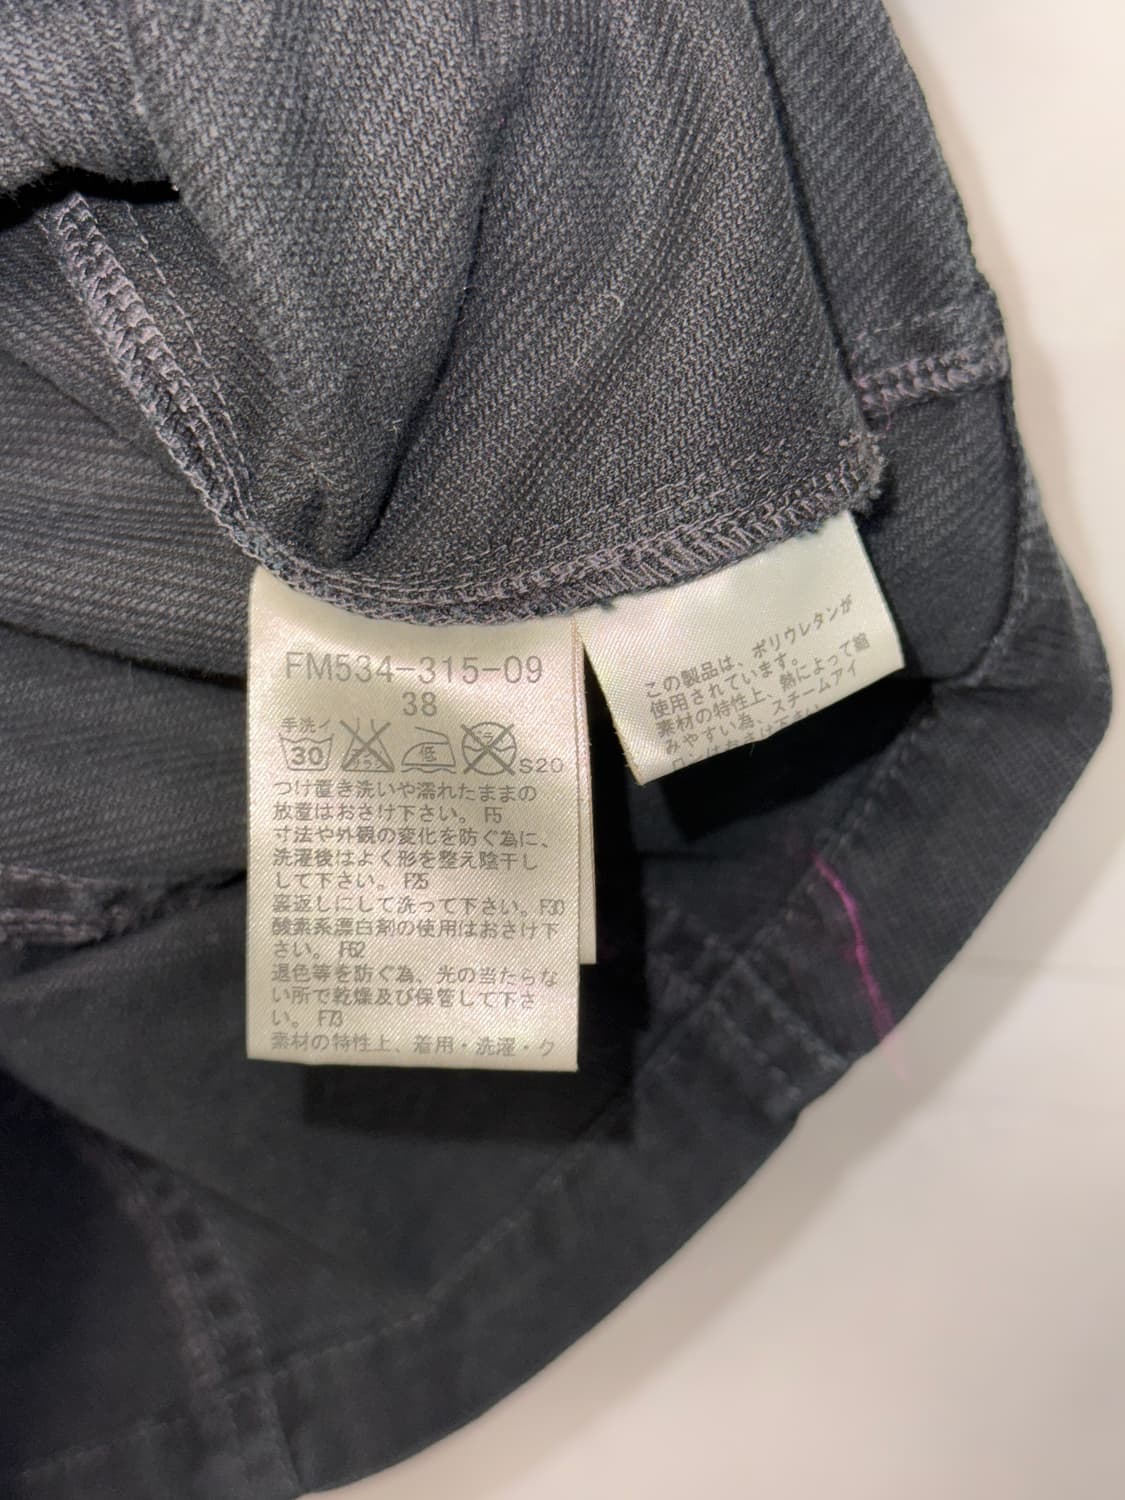 FM534-315-09
38
手洗イ
30
低
S20
つけ置き洗いや濡れたままの
放置はおさけ下さい。 F5
寸法や外観の変化を防ぐ為に、
洗濯後はよく形を整え陰干し
して下さい。 F25
裏返しにして洗って下さい。F30
酸素系漂白剤の使用はおさけ下
さい。 F62
退色等を防ぐ為、光の当たらな
い所で乾燥及び保管して下さ
い。 F73
素材の特性上、着用・洗濯・ク
この製品は、ポリウレタンが
使用されています。
素材の特性上、熱によって縮
みやすい為、スチームアイ
ロンはおさけ下さい